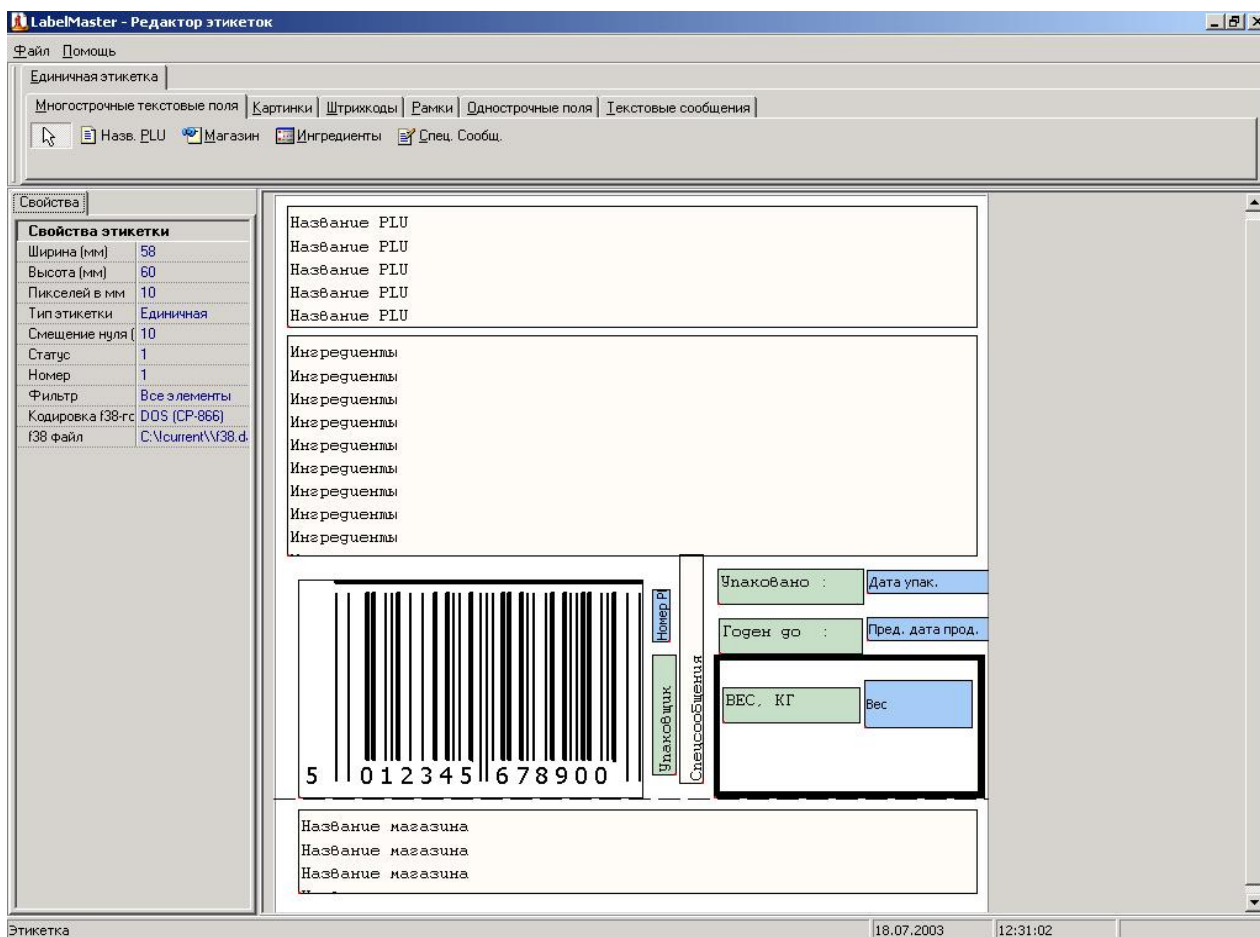 LabelMaster - Редактор этикеток
Файл Помощь
Единичная этикетка
Многострочные текстовые поля Картинки Штрихкоды Рамки Однострочные поля Текстовые сообщения
Назв. PLU Магазин Ингредиенты Спец. Сообщ.
Свойства
Свойства этикетки
Ширина (мм) 58
Высота (мм) 60
Пикселей в мм 10
Тип этикетки Единичная
Смещение нуля ( 10
Статус 1
Номер 1
Фильтр Все элементы
Кодировка f38-го DOS (CP-866)
f38 файл C:\lcurrent\\f38.d
Название PLU
Название PLU
Название PLU
Название PLU
Название PLU
Ингредиенты
Ингредиенты
Ингредиенты
Ингредиенты
Ингредиенты
Ингредиенты
Ингредиенты
Ингредиенты
Ингредиенты
5 012345 678900
Номер Pl
Упаковщик
Спецсообщения
Упаковано : Дата упак.
Годен до : Пред. дата прод.
ВЕС, КГ Вес
Название магазина
Название магазина
Название магазина
Этикетка 18.07.2003 12:31:02